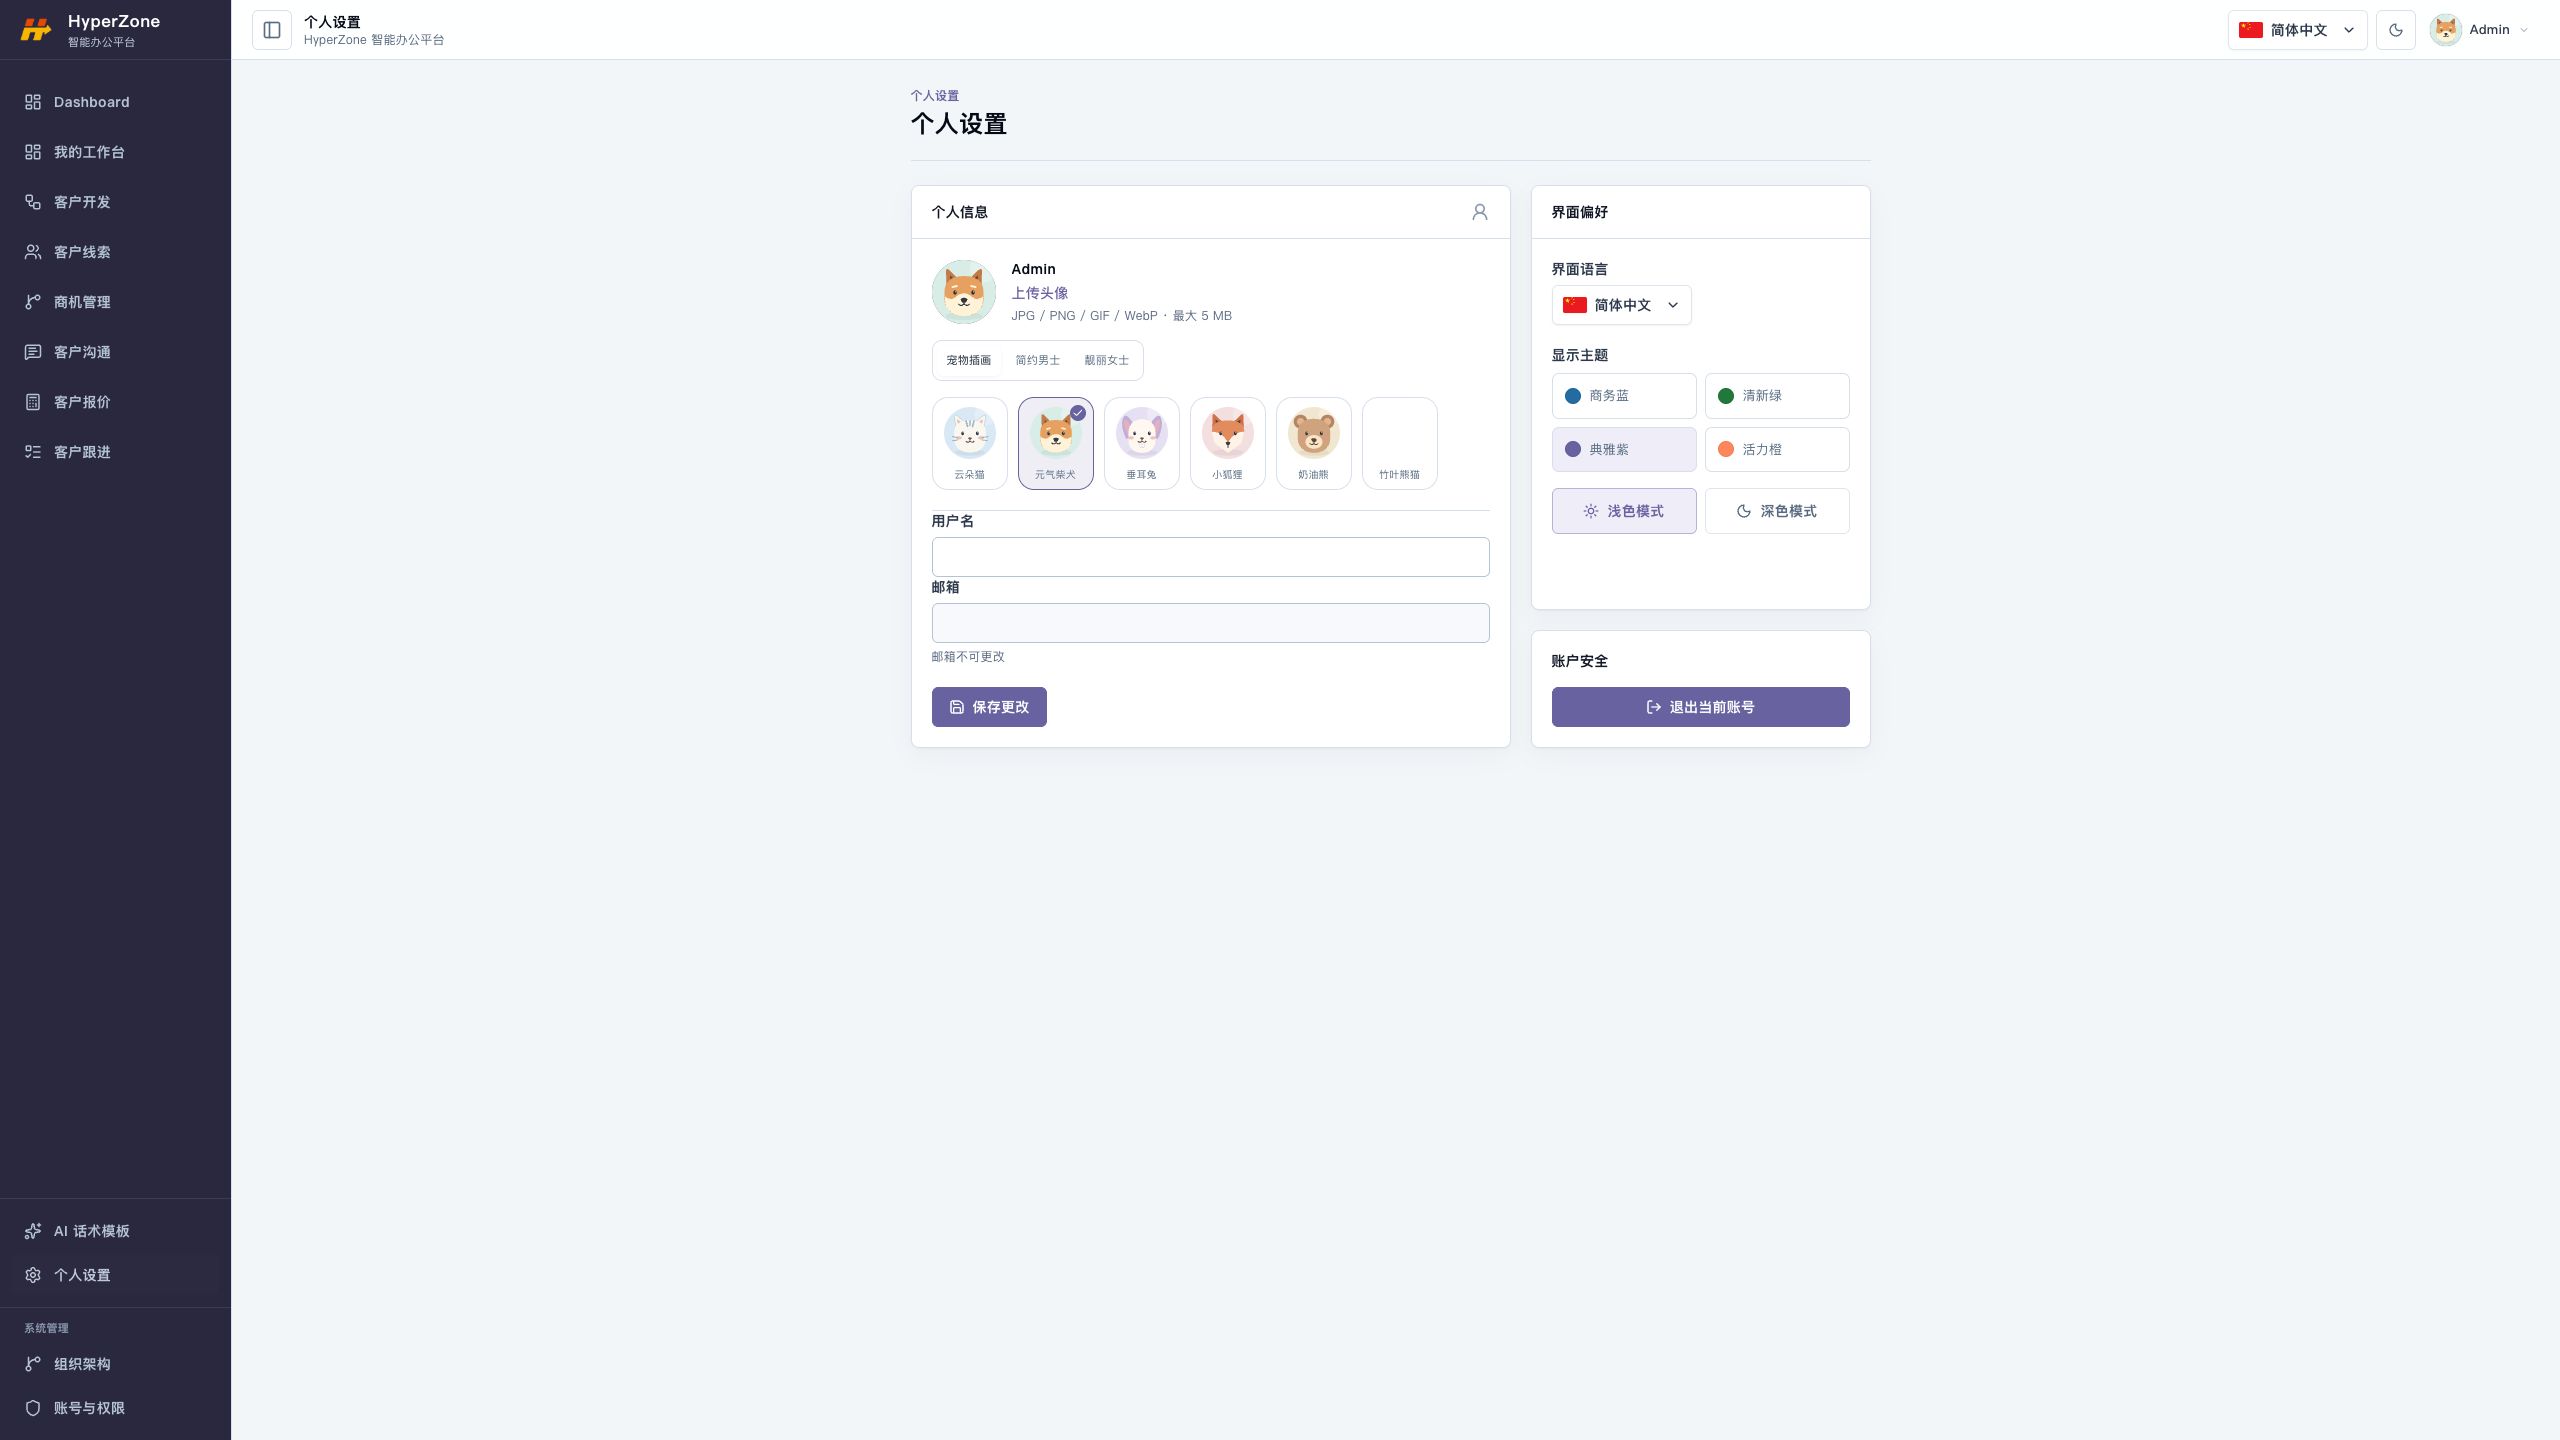 HyperZone
智能办公平台
Dashboard
我的工作台
客户开发
客户线索
商机管理
客户沟通
客户报价
客户跟进
AI 话术模板
个人设置
系统管理
组织架构
账号与权限
个人设置
HyperZone 智能办公平台
简体中文
Admin
个人设置
个人设置
个人信息
Admin
上传头像
JPG / PNG / GIF / WebP · 最大 5 MB
宠物插画 简约男士 靓丽女士
云朵猫 元气柴犬 垂耳兔 小狐狸 奶油熊 竹叶熊猫
用户名
邮箱
邮箱不可更改
保存更改
界面偏好
界面语言
简体中文
显示主题
商务蓝 清新绿
典雅紫 活力橙
浅色模式 深色模式
账户安全
退出当前账号